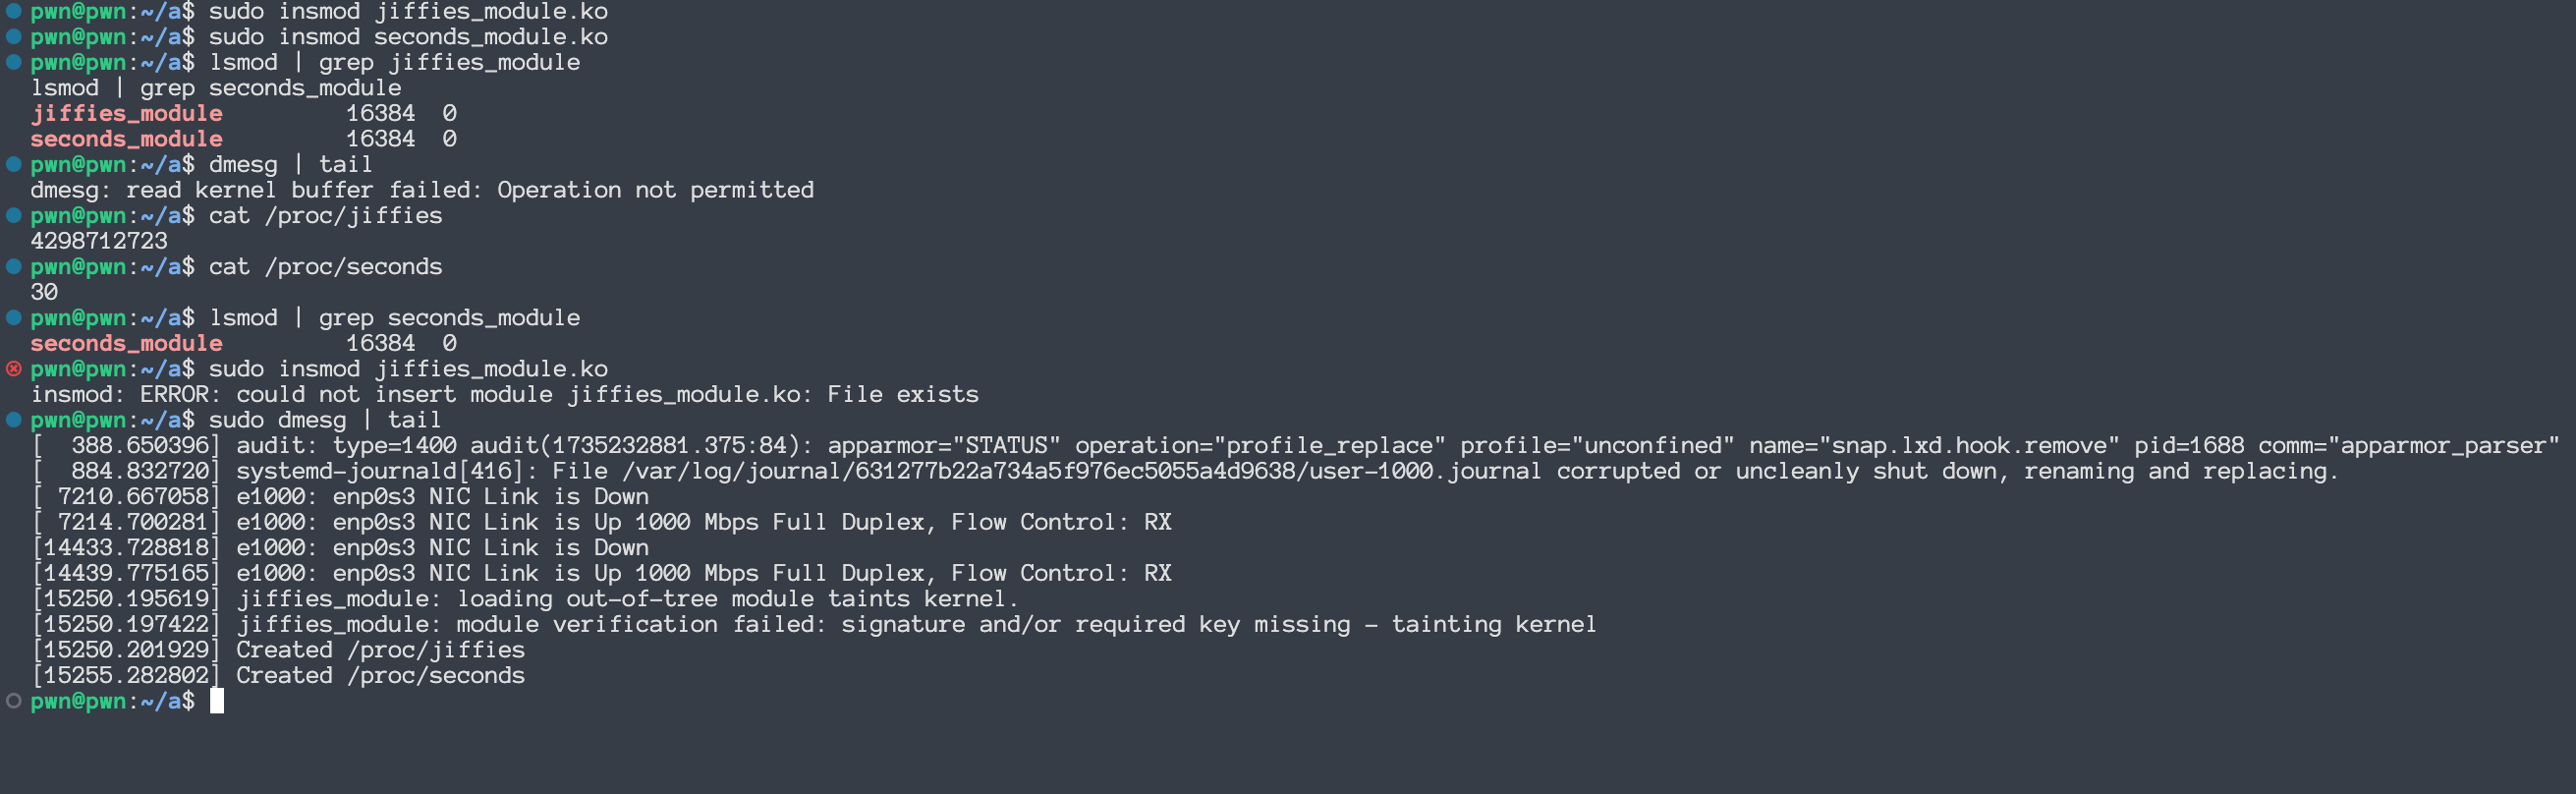 pwn@pwn:~/a$ sudo insmod jiffies_module.ko
pwn@pwn:~/a$ sudo insmod seconds_module.ko
pwn@pwn:~/a$ lsmod | grep jiffies_module
lsmod | grep seconds_module
jiffies_module         16384  0
seconds_module         16384  0
pwn@pwn:~/a$ dmesg | tail
dmesg: read kernel buffer failed: Operation not permitted
pwn@pwn:~/a$ cat /proc/jiffies
4298712723
pwn@pwn:~/a$ cat /proc/seconds
30
pwn@pwn:~/a$ lsmod | grep seconds_module
seconds_module         16384  0
pwn@pwn:~/a$ sudo insmod jiffies_module.ko
insmod: ERROR: could not insert module jiffies_module.ko: File exists
pwn@pwn:~/a$ sudo dmesg | tail
[  388.650396] audit: type=1400 audit(1735232881.375:84): apparmor="STATUS" operation="profile_replace" profile="unconfined" name="snap.lxd.hook.remove" pid=1688 comm="apparmor_parser"
[  884.832720] systemd-journald[416]: File /var/log/journal/631277b22a734a5f976ec5055a4d9638/user-1000.journal corrupted or uncleanly shut down, renaming and replacing.
[ 7210.667058] e1000: enp0s3 NIC Link is Down
[ 7214.700281] e1000: enp0s3 NIC Link is Up 1000 Mbps Full Duplex, Flow Control: RX
[14433.728818] e1000: enp0s3 NIC Link is Down
[14439.775165] e1000: enp0s3 NIC Link is Up 1000 Mbps Full Duplex, Flow Control: RX
[15250.195619] jiffies_module: loading out-of-tree module taints kernel.
[15250.197422] jiffies_module: module verification failed: signature and/or required key missing - tainting kernel
[15250.201929] Created /proc/jiffies
[15255.282802] Created /proc/seconds
pwn@pwn:~/a$